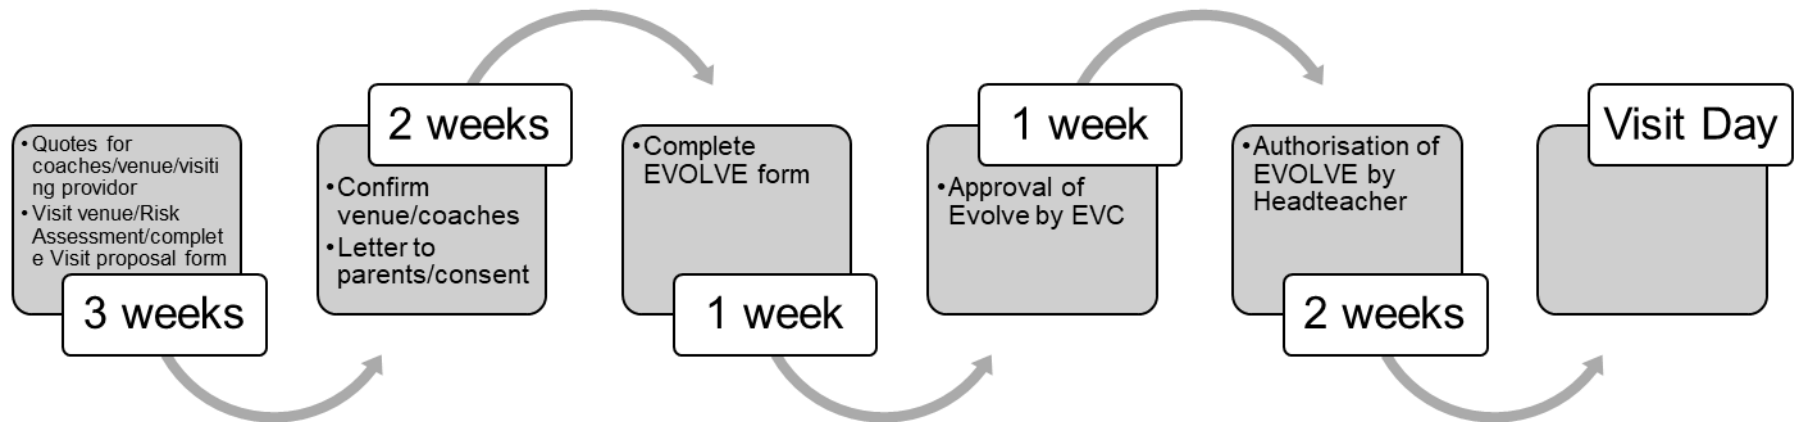 •Quotes for
coaches/venue/visiti
ng providor
•Visit venue/Risk
Assessment/complet
e Visit proposal form
3 weeks
2 weeks
•Confirm
venue/coaches
•Letter to
parents/consent
•Complete
EVOLVE form
1 week
1 week
•Approval of
Evolve by EVC
•Authorisation of
EVOLVE by
Headteacher
2 weeks
Visit Day